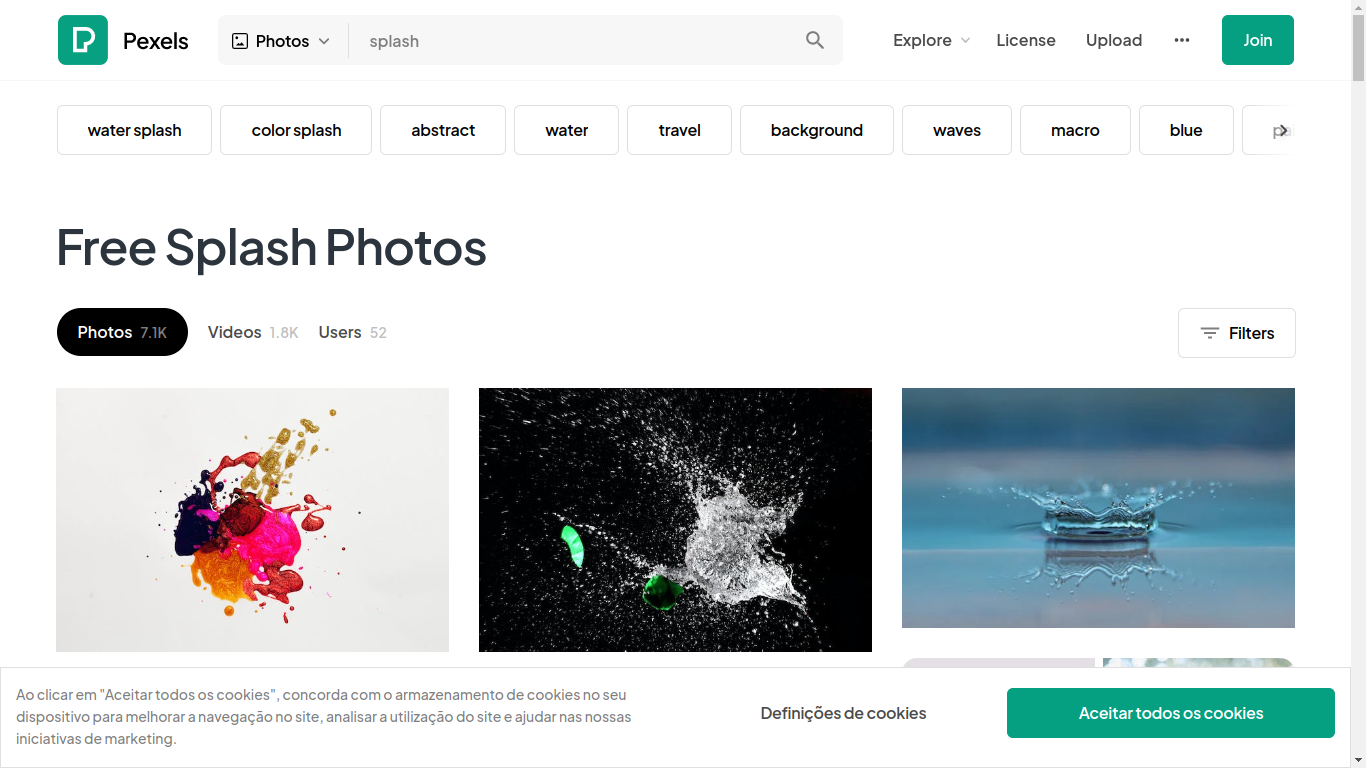 Pexels
Photos
splash
Explore
License
Upload
Join
water splash
color splash
abstract
water
travel
background
waves
macro
blue
Free Splash Photos
Photos 7.1K
Videos 1.8K
Users 52
Filters
Ao clicar em "Aceitar todos os cookies", concorda com o armazenamento de cookies no seu
dispositivo para melhorar a navegação no site, analisar a utilização do site e ajudar nas nossas
iniciativas de marketing.
Definições de cookies
Aceitar todos os cookies